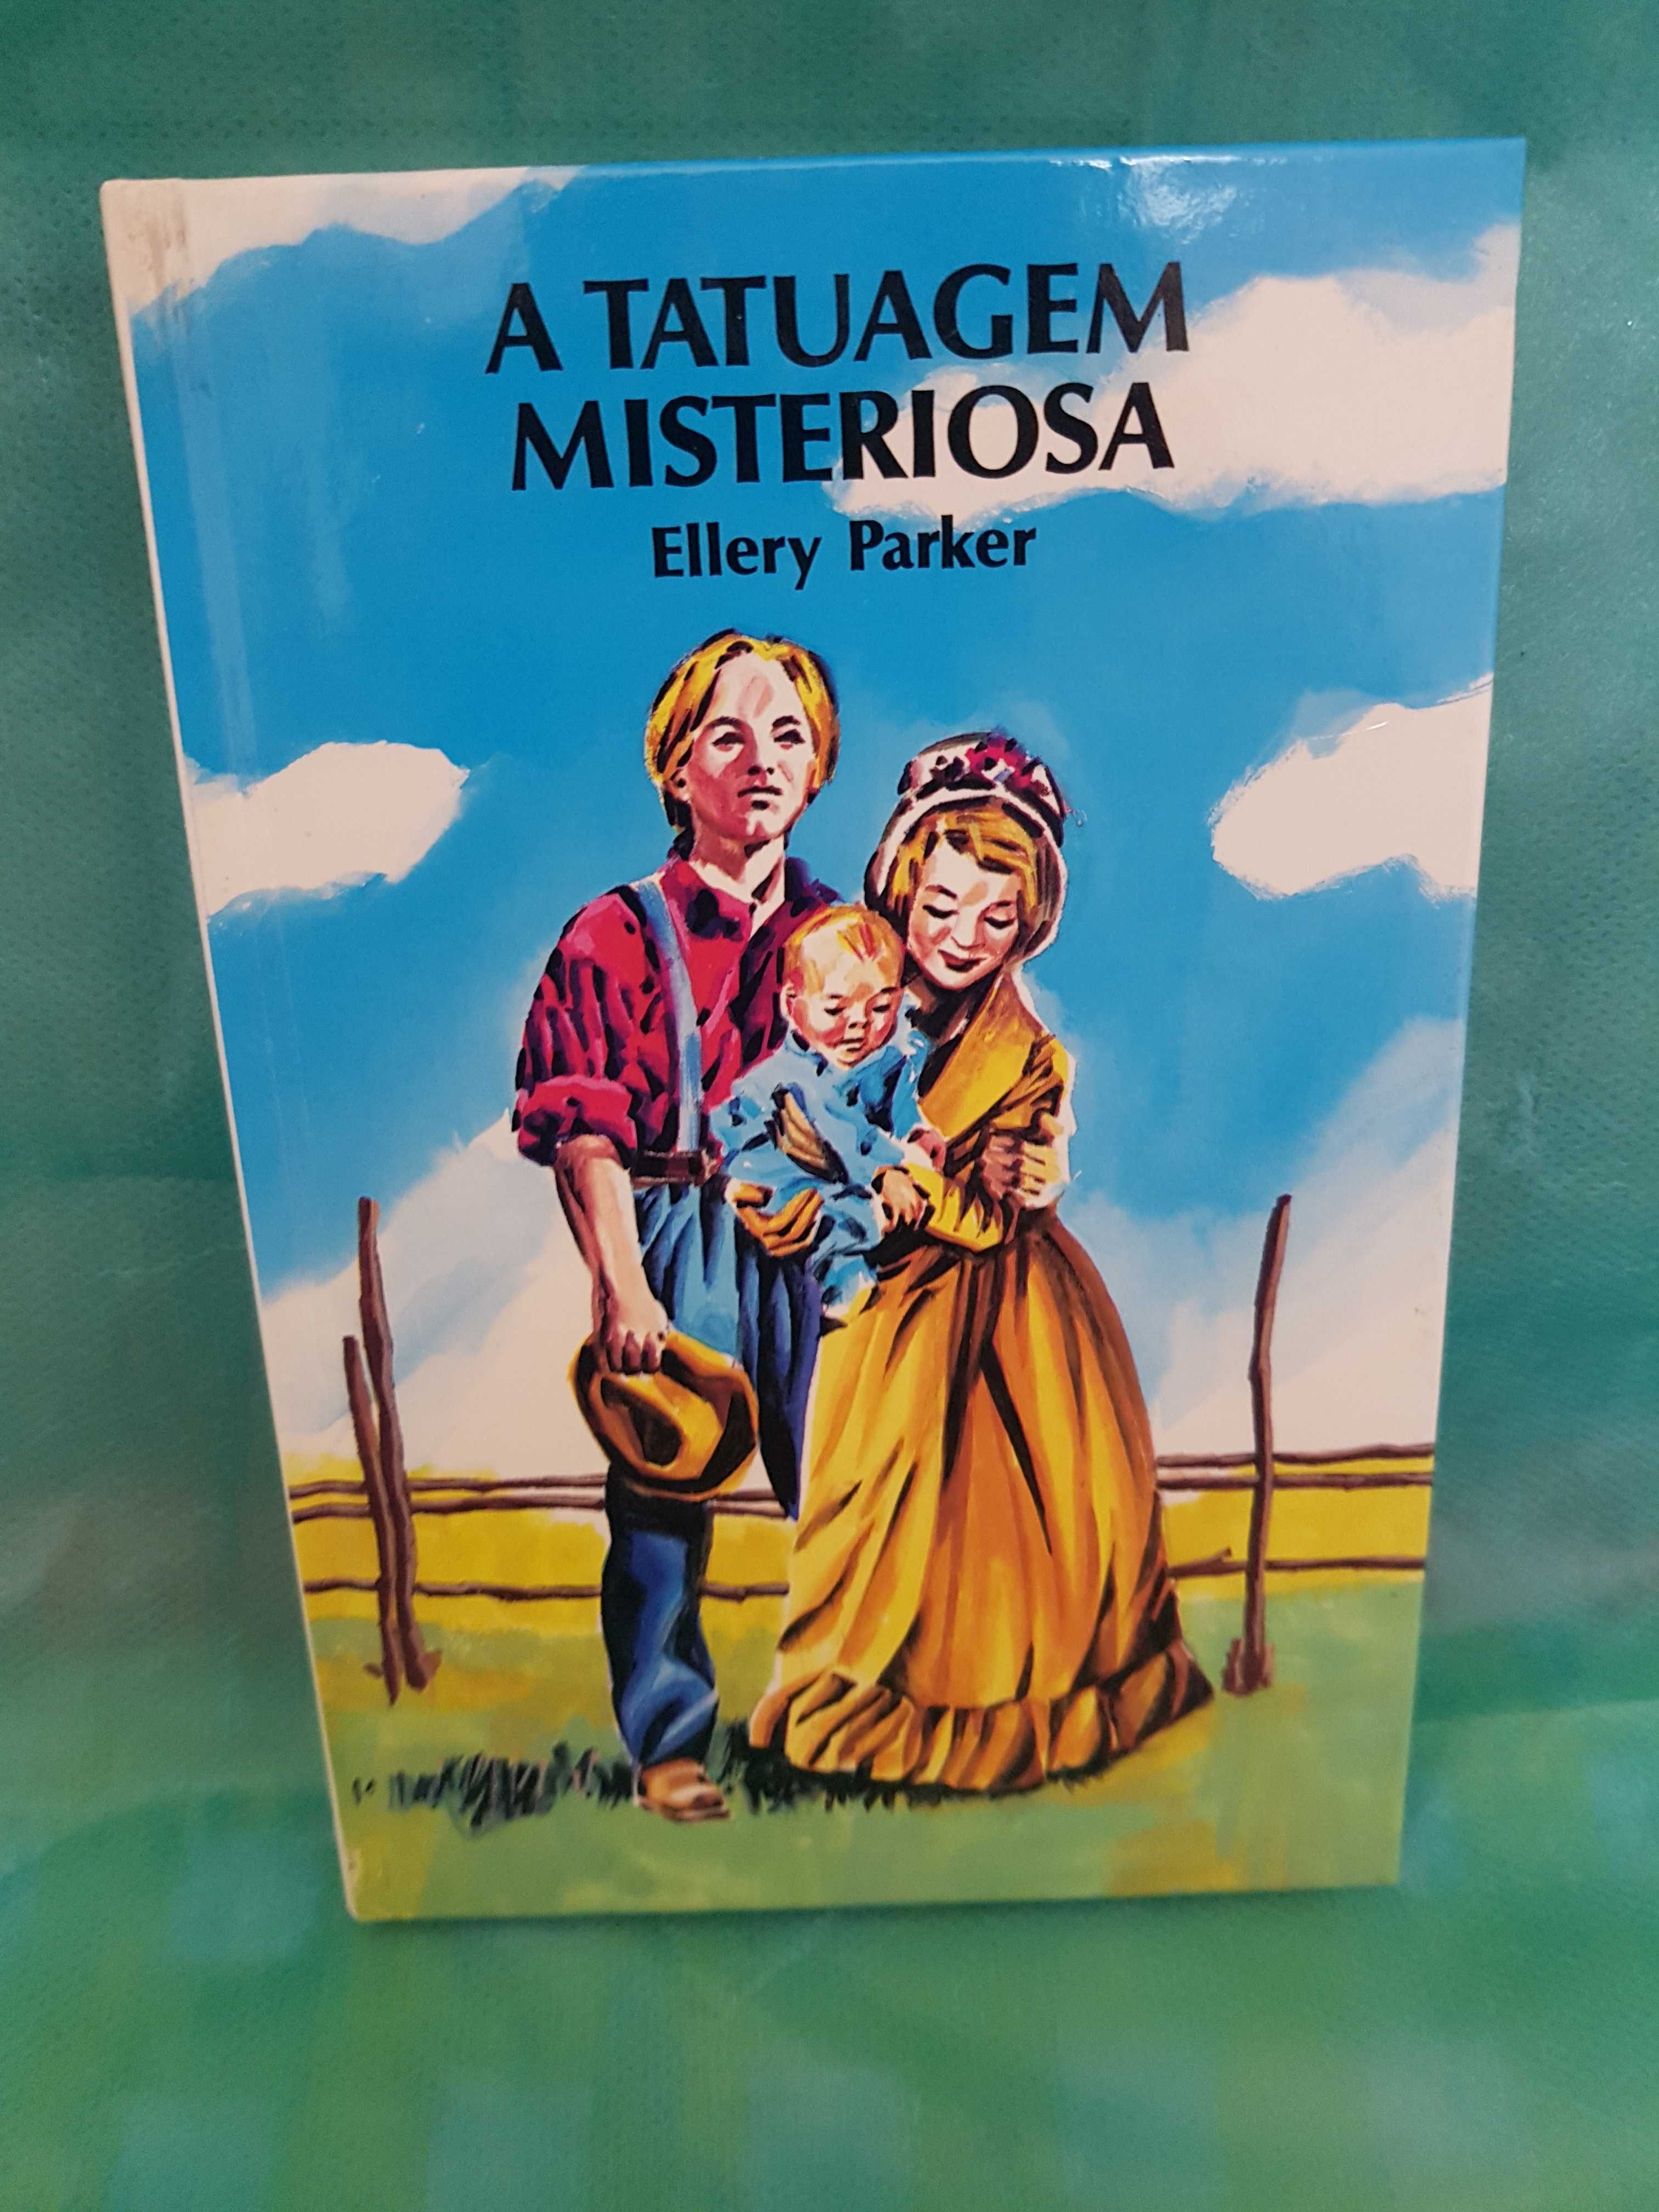 A TATUAGEM
MISTERIOSA
Ellery Parker